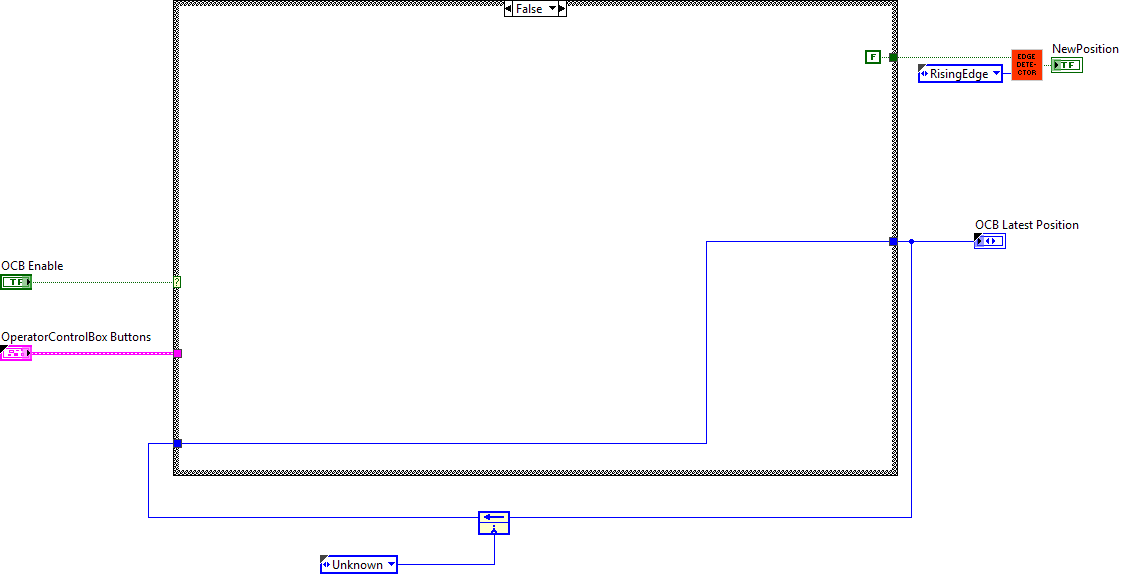 False
F
NewPosition
EDGE
DETE-
CTOR
TF
RisingEdge
OCB Latest Position
OCB Enable
TF
?
OperatorControlBox Buttons
Unknown